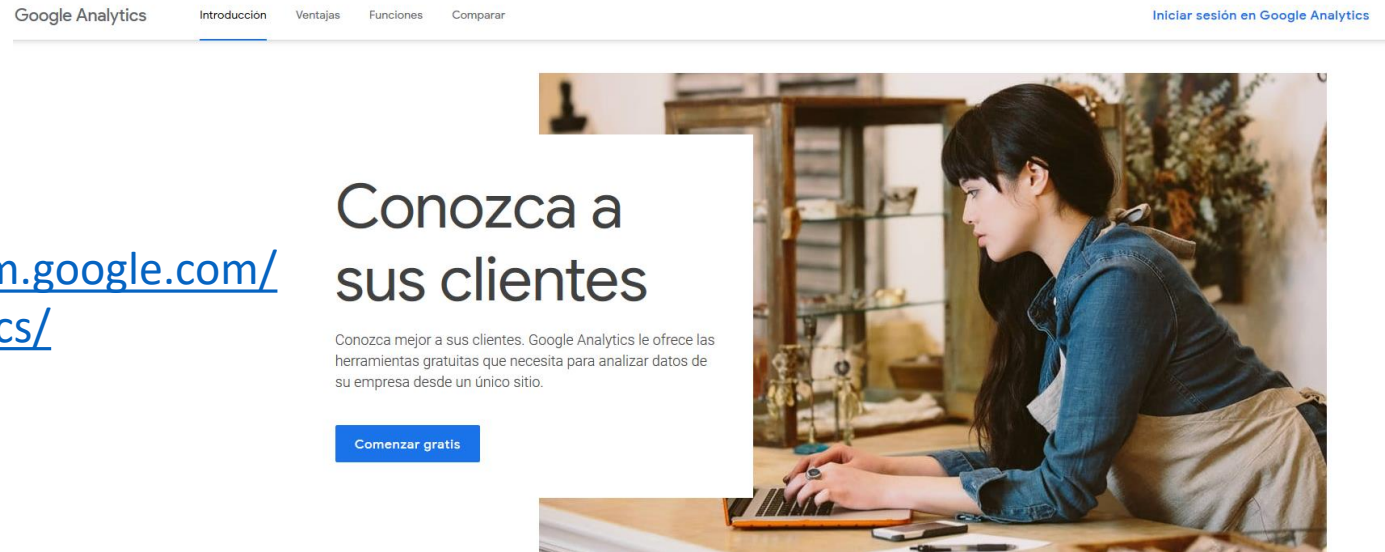 Google Analytics Introducción Ventajas Funciones Comparar Iniciar sesión en Google Analytics
Conozca a
sus clientes
m.google.com/
cs/
Conozca mejor a sus clientes. Google Analytics le ofrece las
herramientas gratuitas que necesita para analizar datos de
su empresa desde un único sitio.
Comenzar gratis